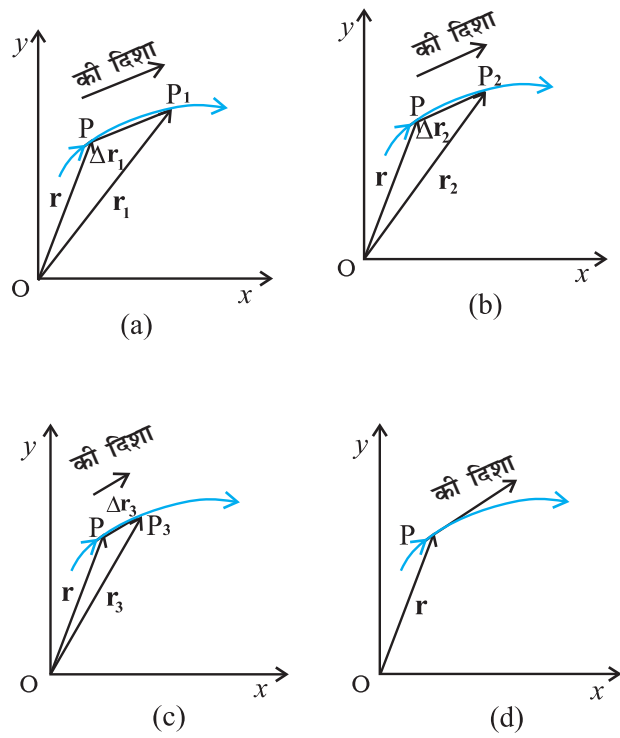 y
की दिशा
P
P₁
Δr₁
r
r₁
O
x
(a)
y
की दिशा
P
P₂
Δr₂
r
r₂
O
x
(b)
y
की दिशा
Δr₃
P
P₃
r
r₃
O
x
(c)
y
की दिशा
P
r
O
x
(d)